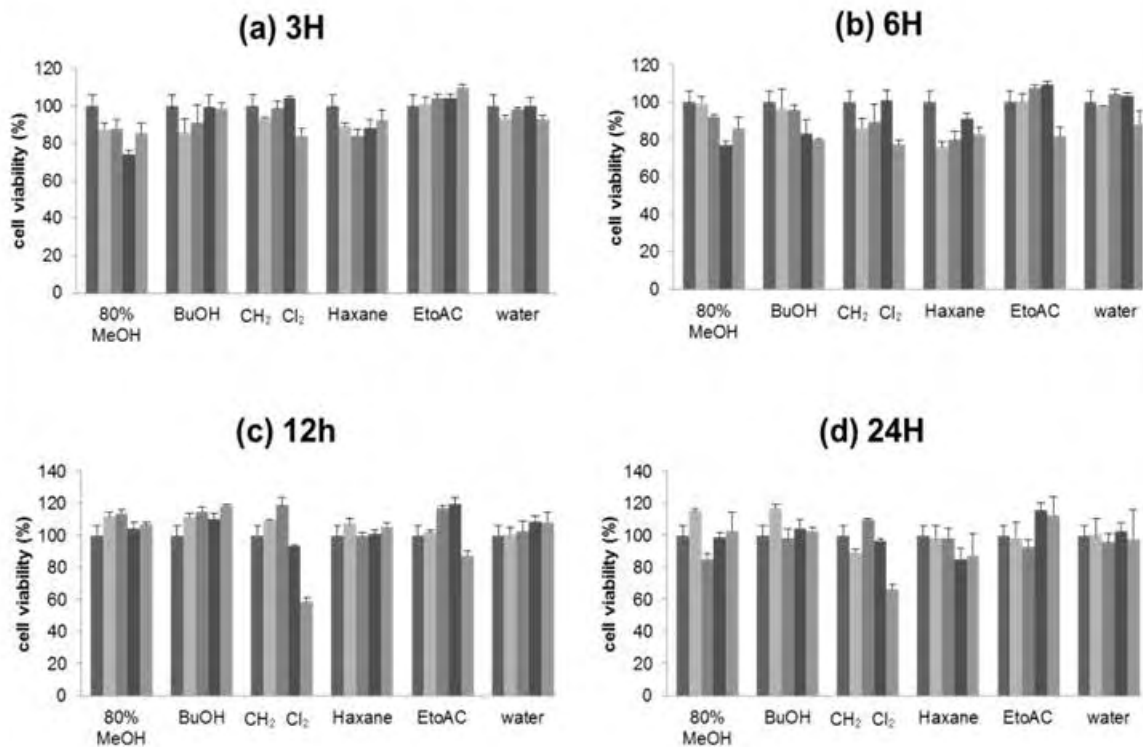 (a) 3H
cell viability (%)
120
100
80
60
40
20
0
80% MeOH
BuOH
CH₂ Cl₂
Haxane
EtoAC
water
(b) 6H
cell viability (%)
120
100
80
60
40
20
0
80% MeOH
BuOH
CH₂ Cl₂
Haxane
EtoAC
water
(c) 12h
cell viability (%)
140
120
100
80
60
40
20
0
80% MeOH
BuOH
CH₂ Cl₂
Haxane
EtoAC
water
(d) 24H
cell viability (%)
140
120
100
80
60
40
20
0
80% MeOH
BuOH
CH₂ Cl₂
Haxane
EtoAC
water